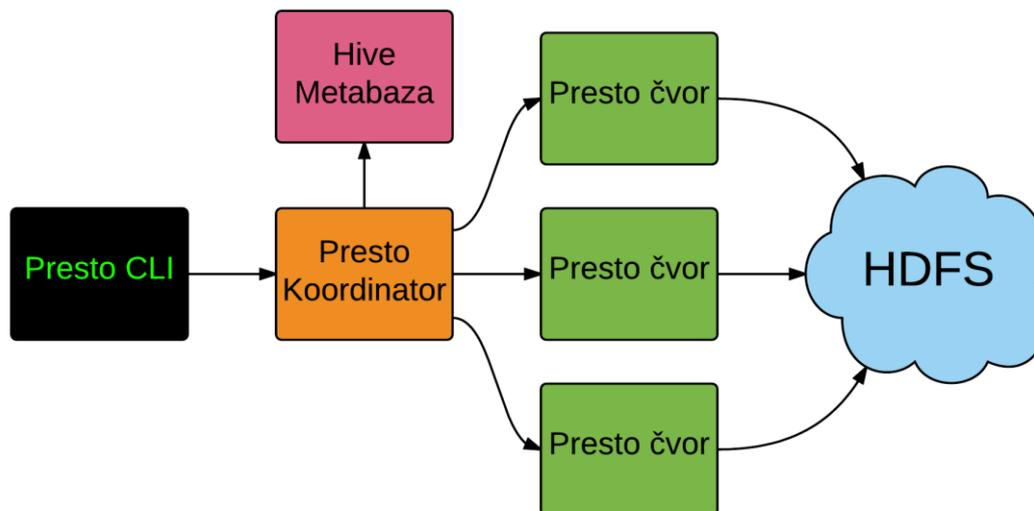 Hive
Metabaza
Presto čvor
Presto CLI
Presto
Koordinator
Presto čvor
HDFS
Presto čvor